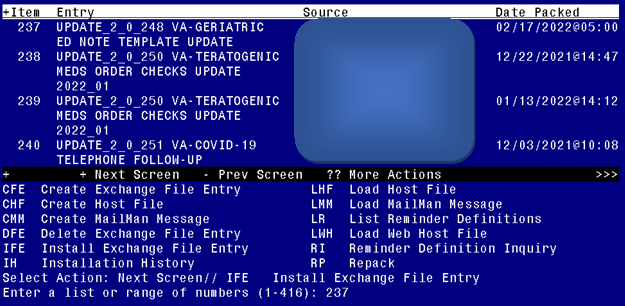 +Item  Entry  Source  Date Packed
237  UPDATE_2_0_248 VA-GERIATRIC  02/17/2022@05:00
ED NOTE TEMPLATE UPDATE
238  UPDATE_2_0_250 VA-TERATOGENIC  12/22/2021@14:47
MEDS ORDER CHECKS UPDATE
2022_01
239  UPDATE_2_0_250 VA-TERATOGENIC  01/13/2022@14:12
MEDS ORDER CHECKS UPDATE
2022_01
240  UPDATE_2_0_251 VA-COVID-19  12/03/2021@10:08
TELEPHONE FOLLOW-UP
+  + Next Screen  - Prev Screen  ?? More Actions  >>>
CFE  Create Exchange File Entry  LHF  Load Host File
CHF  Create Host File  LMM  Load MailMan Message
CMM  Create MailMan Message  LR  List Reminder Definitions
DFE  Delete Exchange File Entry  LWH  Load Web Host File
IFE  Install Exchange File Entry  RI  Reminder Definition Inquiry
IH  Installation History  RP  Repack
Select Action: Next Screen// IFE  Install Exchange File Entry
Enter a list or range of numbers (1-416): 237